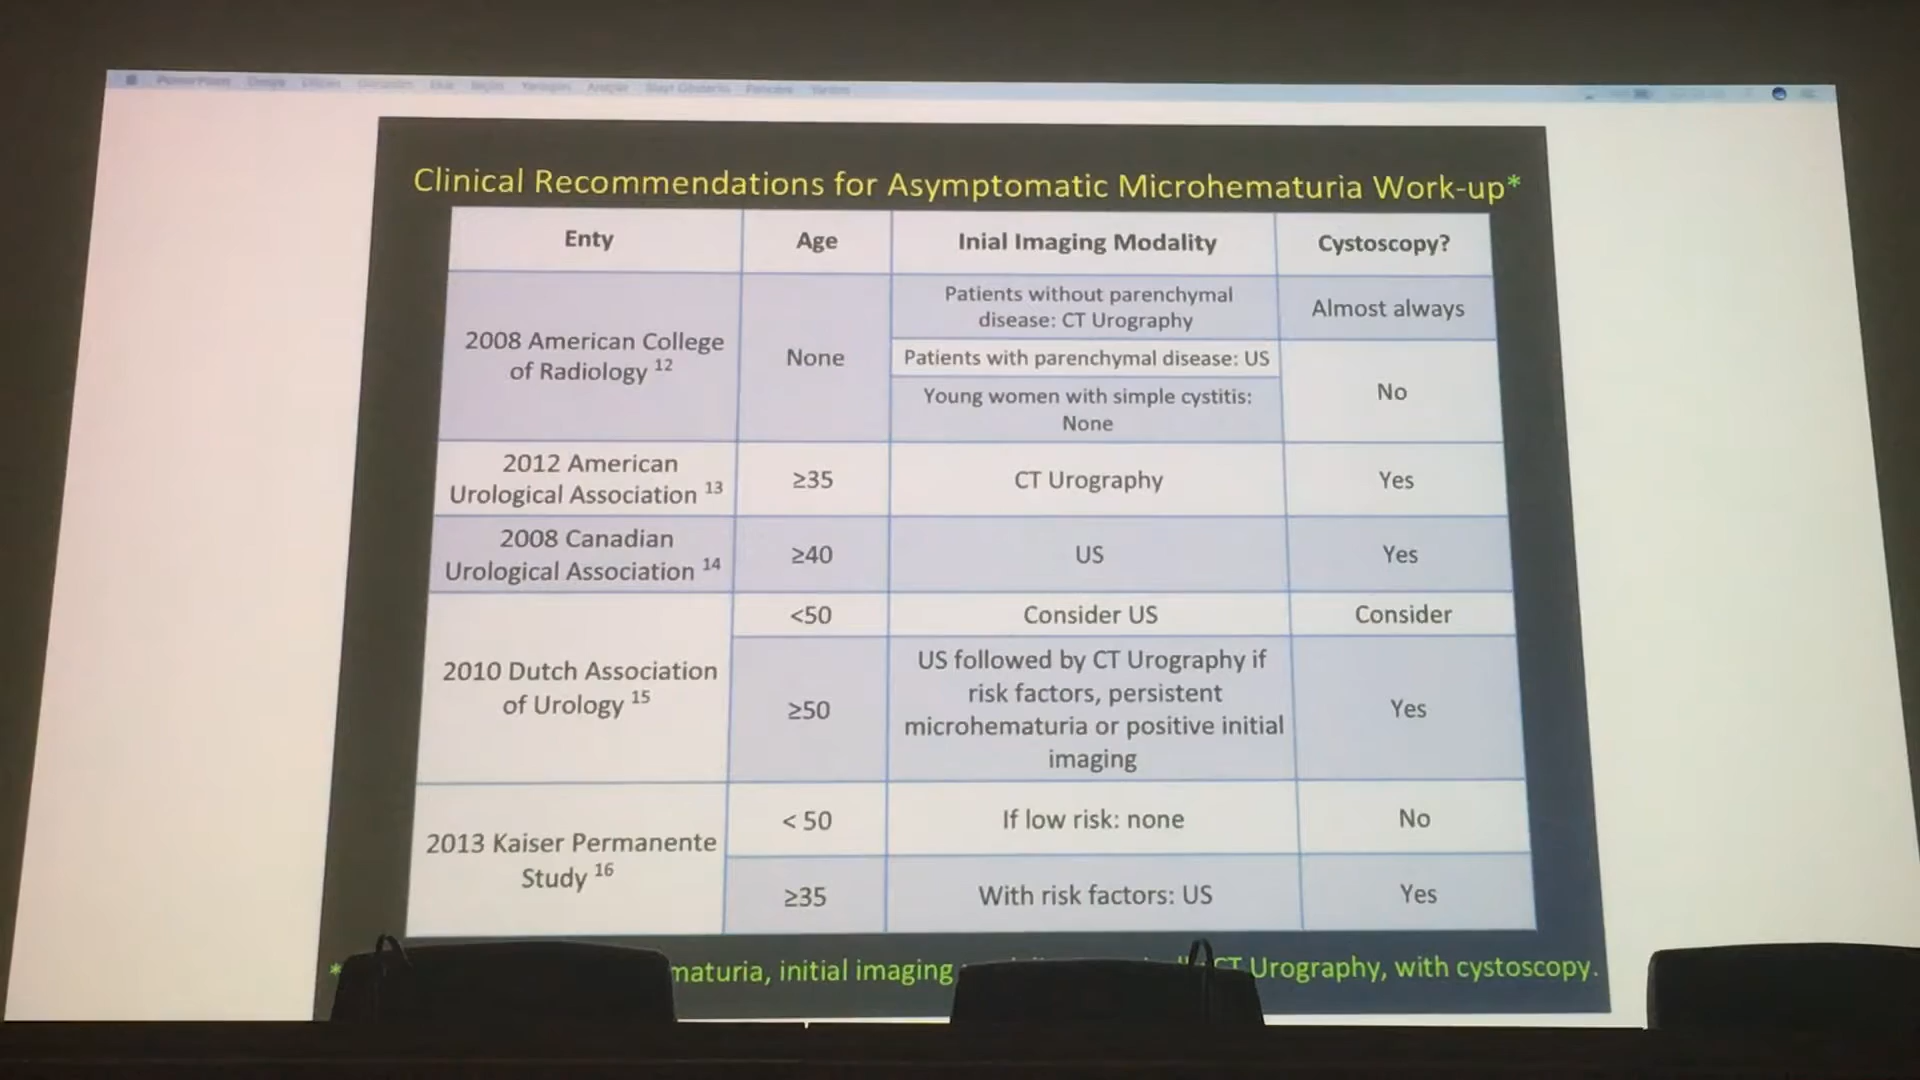 PowerPoint
Clinical Recommendations for Asymptomatic Microhematuria Work-up*
Enty Age Inial Imaging Modality Cystoscopy?
2008 American College
of Radiology 12
None
Patients without parenchymal
disease: CT Urography
Almost always
Patients with parenchymal disease: US
Young women with simple cystitis:
None
No
2012 American
Urological Association 13
≥35
CT Urography
Yes
2008 Canadian
Urological Association 14
≥40
US
Yes
2010 Dutch Association
of Urology 15
<50
Consider US
Consider
≥50
US followed by CT Urography if
risk factors, persistent
microhematuria or positive initial
imaging
Yes
2013 Kaiser Permanente
Study 16
< 50
If low risk: none
No
≥35
With risk factors: US
Yes
* maturia, initial imaging CT Urography, with cystoscopy.